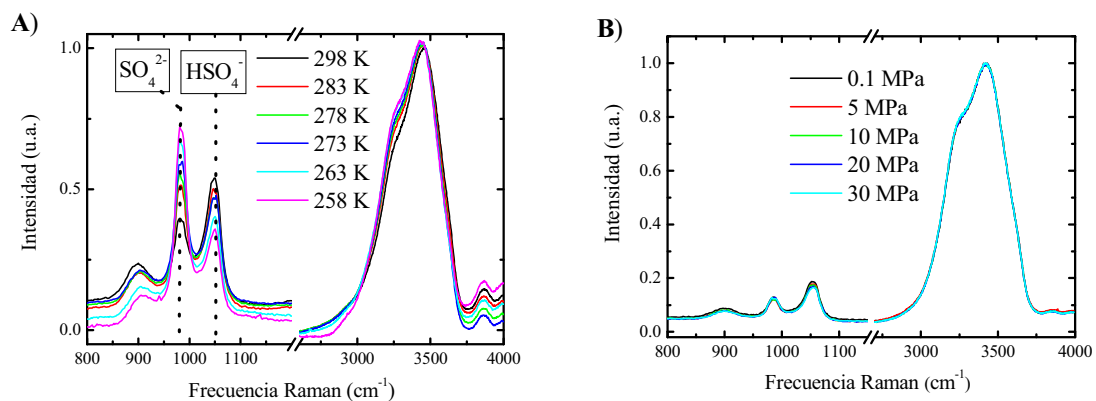 A)
SO₄²⁻
HSO₄⁻
298 K
283 K
278 K
273 K
263 K
258 K
Intensidad (u.a.)
1.0
0.5
0.0
800 900 1000 1100 3000 3500 4000
Frecuencia Raman (cm⁻¹)
B)
0.1 MPa
5 MPa
10 MPa
20 MPa
30 MPa
Intensidad (u.a.)
1.0
0.8
0.6
0.4
0.2
0.0
800 900 1000 1100 3000 3500 4000
Frecuencia Raman (cm⁻¹)